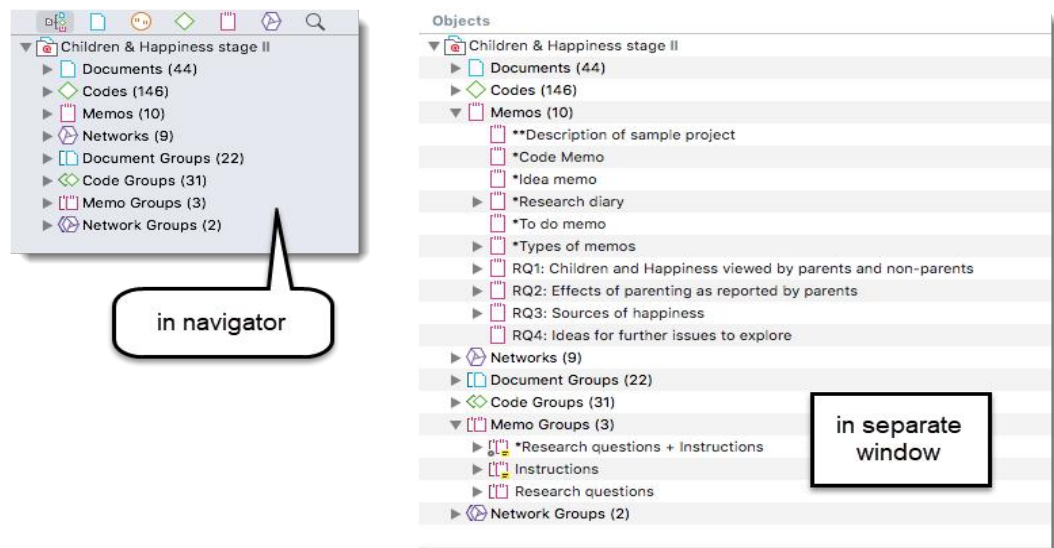 Children & Happiness stage II
Documents (44)
Codes (146)
Memos (10)
Networks (9)
Document Groups (22)
Code Groups (31)
Memo Groups (3)
Network Groups (2)
in navigator
Objects
Children & Happiness stage II
Documents (44)
Codes (146)
Memos (10)
**Description of sample project
*Code Memo
*Idea memo
*Research diary
*To do memo
*Types of memos
RQ1: Children and Happiness viewed by parents and non-parents
RQ2: Effects of parenting as reported by parents
RQ3: Sources of happiness
RQ4: Ideas for further issues to explore
Networks (9)
Document Groups (22)
Code Groups (31)
Memo Groups (3)
*Research questions + Instructions
Instructions
Research questions
Network Groups (2)
in separate
window